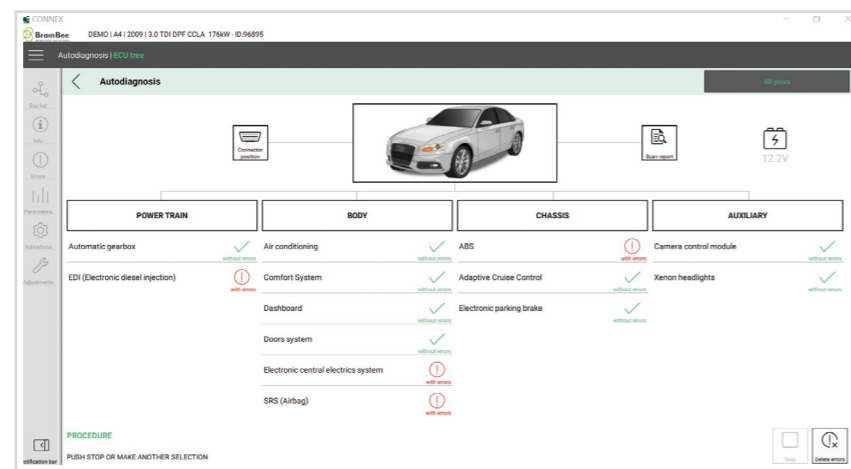 CONNEX
BrainBee
DEMO | A4 | 2009 | 3.0 TDI DPF CCLA 176kW - ID:96895
Autodiagnosis | ECU tree
Autodiagnosis
All years
Box list
Info
Errors
Parameters
Activations
Adjustments
Connector position
Scan report
12.2V
POWER TRAIN
BODY
CHASSIS
AUXILIARY
Automatic gearbox
without errors
Air conditioning
without errors
ABS
with errors
Camera control module
without errors
EDI (Electronic diesel injection)
with errors
Comfort System
without errors
Adaptive Cruise Control
without errors
Xenon headlights
without errors
Dashboard
without errors
Electronic parking brake
without errors
Doors system
without errors
Electronic central electrics system
with errors
SRS (Airbag)
with errors
PROCEDURE
PUSH STOP OR MAKE ANOTHER SELECTION
otification bar
Stop
Delete errors